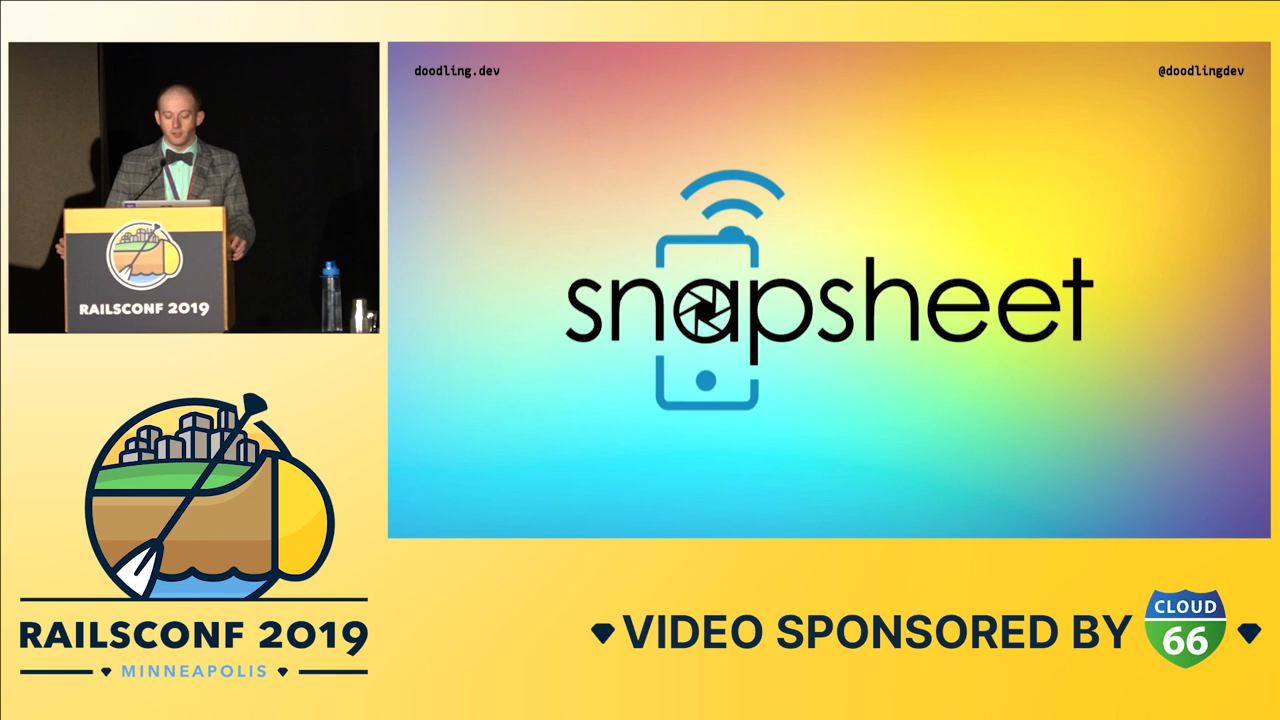 doodling.dev
@doodlingdev
snapsheet
RAILSCONF 2019
RAILSCONF 2019
MINNEAPOLIS
VIDEO SPONSORED BY
CLOUD
66